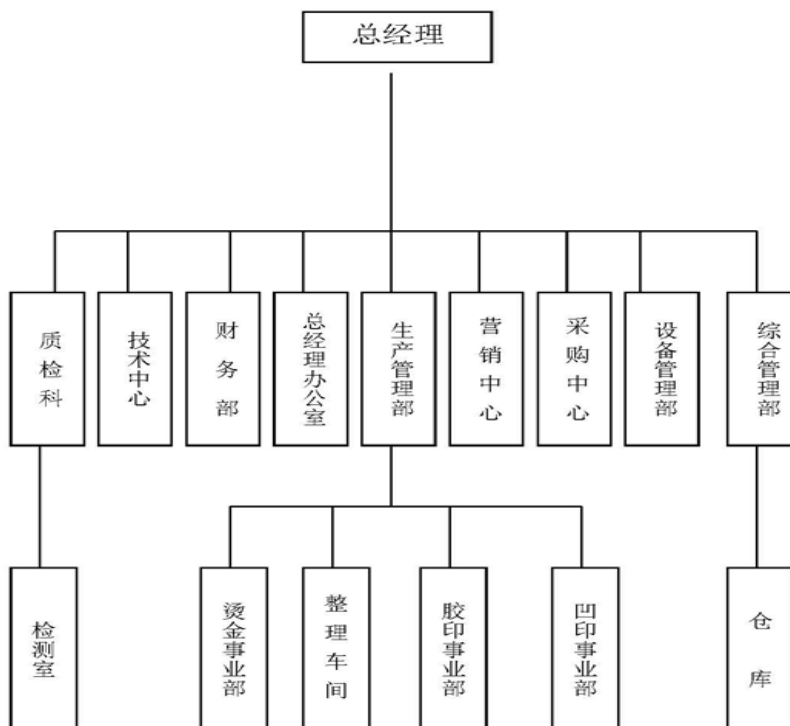 总经理
质检科
技术中心
财务部
总经理办公室
生产管理部
营销中心
采购中心
设备管理部
综合管理部
检测室
烫金事业部
整理车间
胶印事业部
凹印事业部
仓库